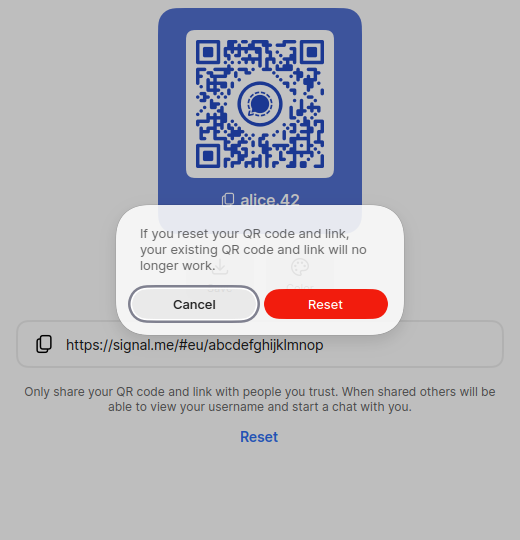 alice.42
If you reset your QR code and link,
your existing QR code and link will no
longer work.
Cancel
Reset
https://signal.me/#eu/abcdefghijklmnop
Only share your QR code and link with people you trust. When shared others will be
able to view your username and start a chat with you.
Reset